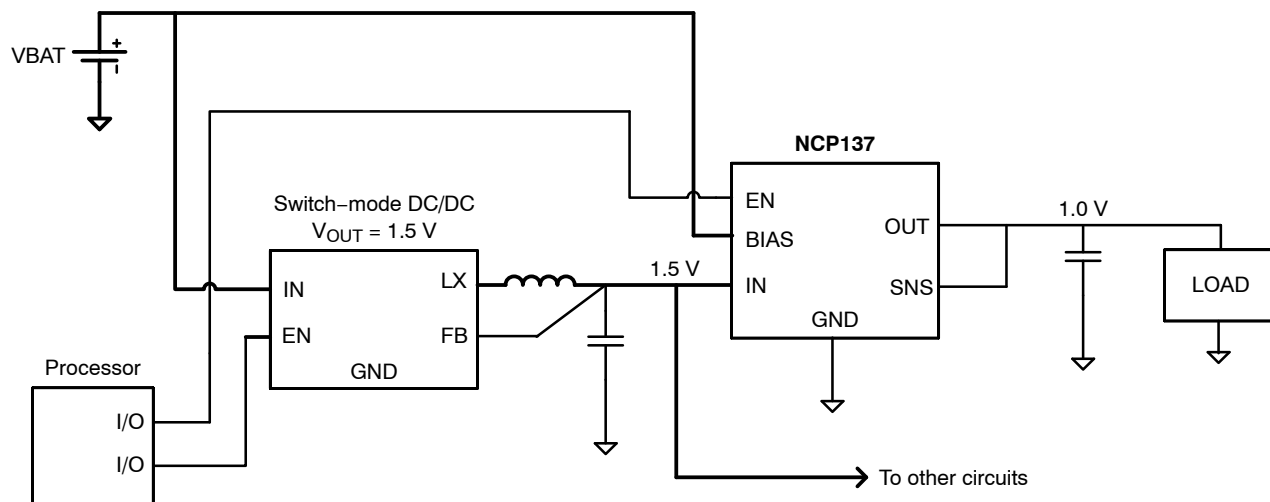 VBAT
+
NCP137
Switch−mode DC/DC
VOUT = 1.5 V
EN
BIAS
IN
GND
OUT
SNS
1.0 V
LOAD
1.5 V
IN
EN
LX
FB
GND
Processor
I/O
I/O
To other circuits